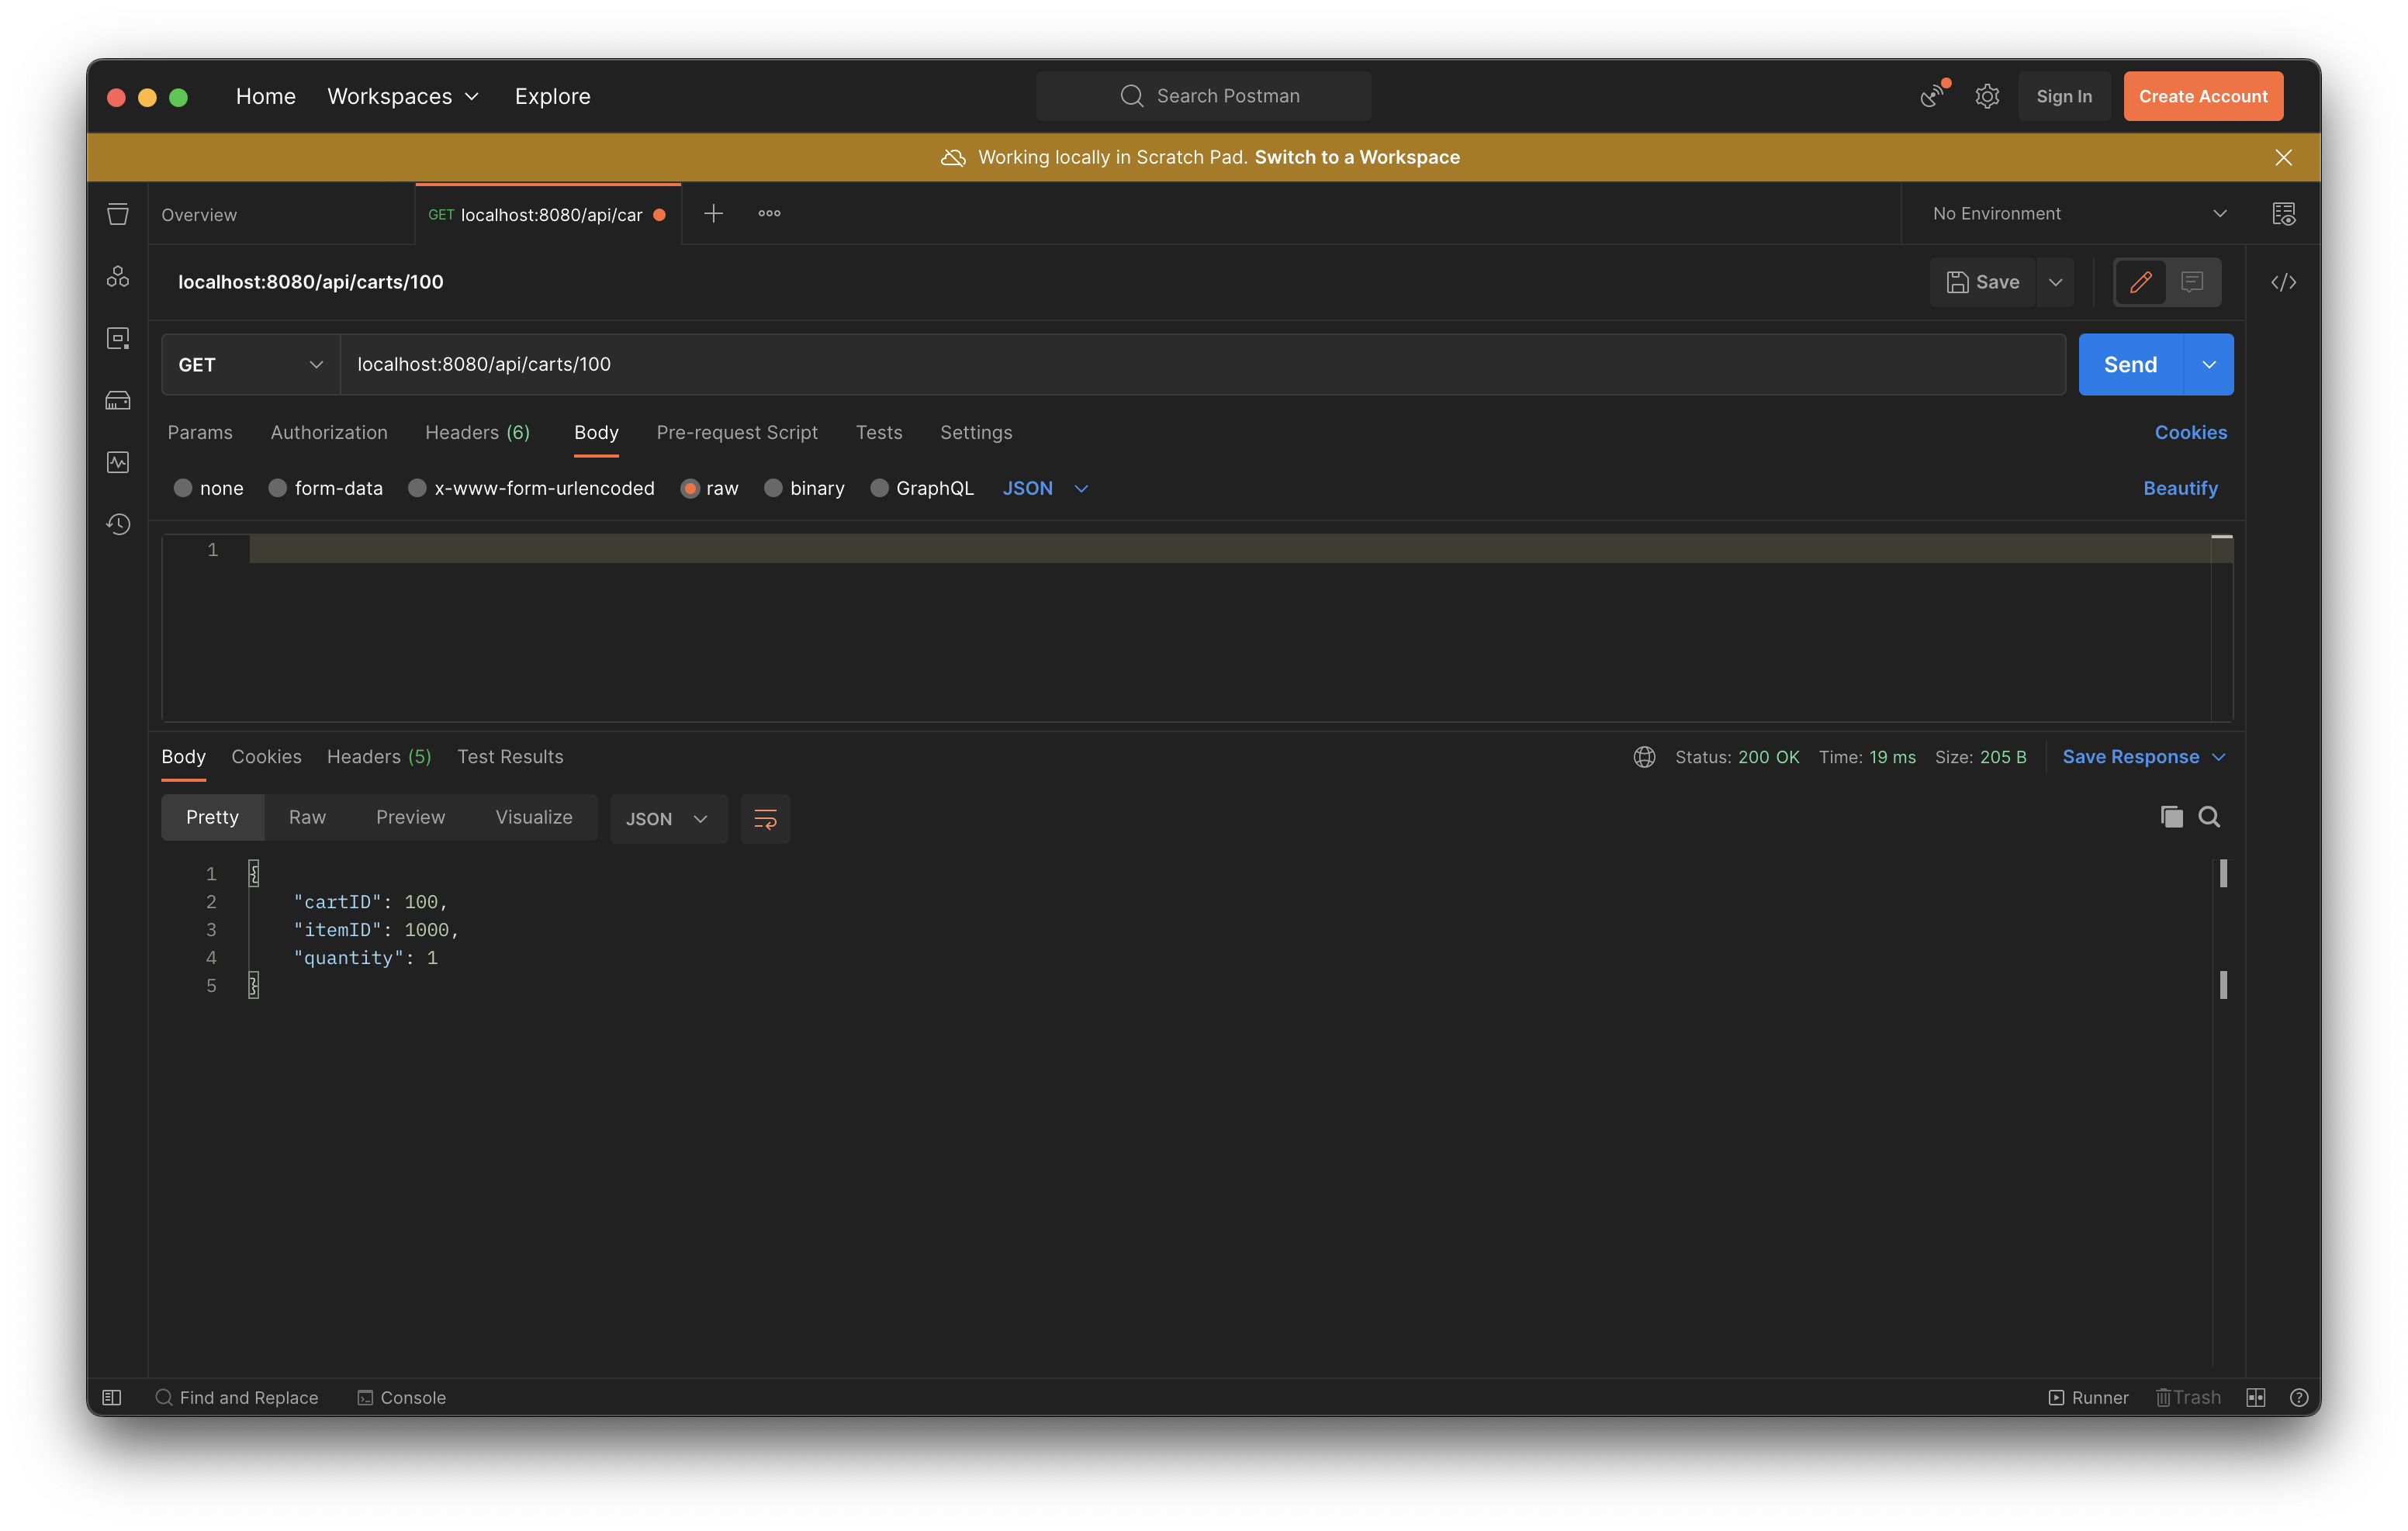 Home Workspaces Explore Search Postman Sign In Create Account
Working locally in Scratch Pad. Switch to a Workspace
Overview GET localhost:8080/api/car No Environment
localhost:8080/api/carts/100 Save
GET localhost:8080/api/carts/100 Send
Params Authorization Headers (6) Body Pre-request Script Tests Settings Cookies
none form-data x-www-form-urlencoded raw binary GraphQL JSON Beautify
1
Body Cookies Headers (5) Test Results Status: 200 OK Time: 19 ms Size: 205 B Save Response
Pretty Raw Preview Visualize JSON
1 {
2 "cartID": 100,
3 "itemID": 1000,
4 "quantity": 1
5 }
Find and Replace Console Runner Trash